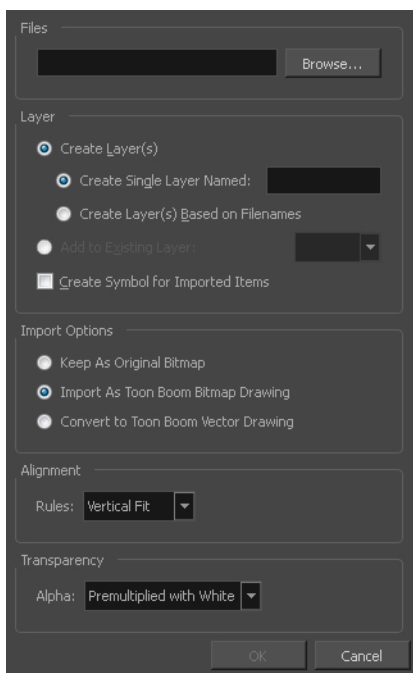 Files
Browse...
Layer
Create Layer(s)
Create Single Layer Named:
Create Layer(s) Based on Filenames
Add to Existing Layer:
Create Symbol for Imported Items
Import Options
Keep As Original Bitmap
Import As Toon Boom Bitmap Drawing
Convert to Toon Boom Vector Drawing
Alignment
Rules: Vertical Fit
Transparency
Alpha: Premultiplied with White
OK Cancel